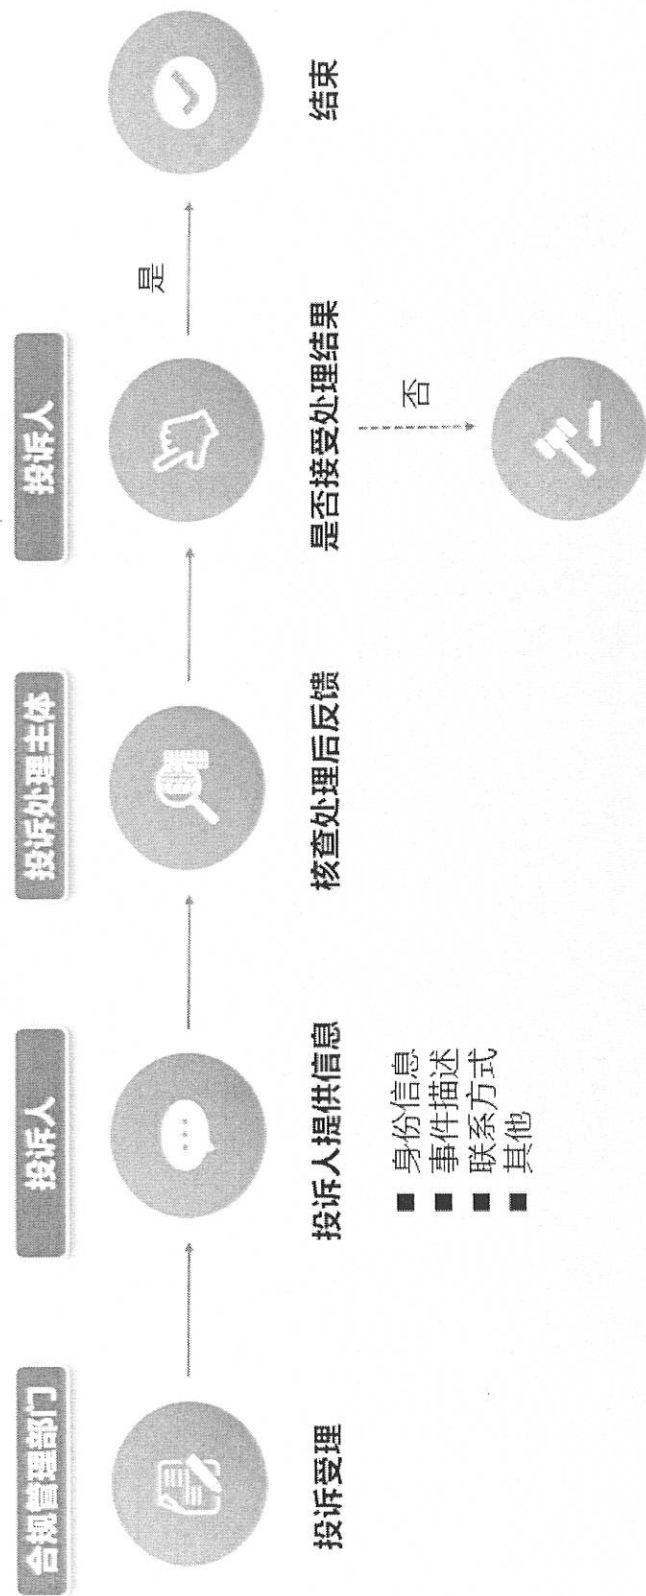 合规管理部门
投诉人
投诉处理主体
投诉人
投诉受理
投诉人提供信息
核查处理后反馈
是否接受处理结果
是
结束
■ 身份信息
■ 事件描述
■ 联系方式
■ 其他
否